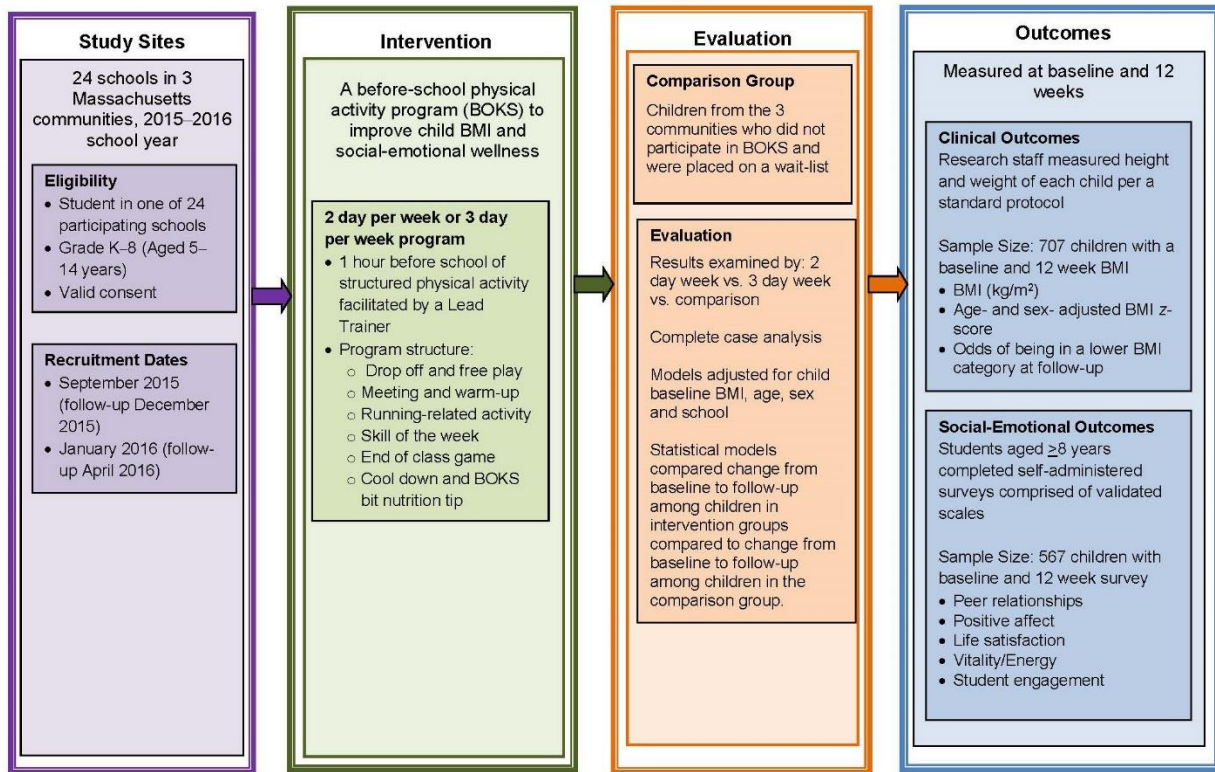 Study Sites
24 schools in 3
Massachusetts
communities, 2015–2016
school year
Eligibility
• Student in one of 24
participating schools
• Grade K–8 (Aged 5–
14 years)
• Valid consent
Recruitment Dates
• September 2015
(follow-up December
2015)
• January 2016 (follow-
up April 2016)
Intervention
A before-school physical
activity program (BOKS) to
improve child BMI and
social-emotional wellness
2 day per week or 3 day
per week program
• 1 hour before school of
structured physical activity
facilitated by a Lead
Trainer
• Program structure:
○ Drop off and free play
○ Meeting and warm-up
○ Running-related activity
○ Skill of the week
○ End of class game
○ Cool down and BOKS
bit nutrition tip
Evaluation
Comparison Group
Children from the 3
communities who did not
participate in BOKS and
were placed on a wait-list
Evaluation
Results examined by: 2
day week vs. 3 day week
vs. comparison
Complete case analysis
Models adjusted for child
baseline BMI, age, sex
and school
Statistical models
compared change from
baseline to follow-up
among children in
intervention groups
compared to change from
baseline to follow-up
among children in the
comparison group.
Outcomes
Measured at baseline and 12
weeks
Clinical Outcomes
Research staff measured height
and weight of each child per a
standard protocol
Sample Size: 707 children with a
baseline and 12 week BMI
• BMI (kg/m²)
• Age- and sex- adjusted BMI z-
score
• Odds of being in a lower BMI
category at follow-up
Social-Emotional Outcomes
Students aged ≥8 years
completed self-administered
surveys comprised of validated
scales
Sample Size: 567 children with
baseline and 12 week survey
• Peer relationships
• Positive affect
• Life satisfaction
• Vitality/Energy
• Student engagement